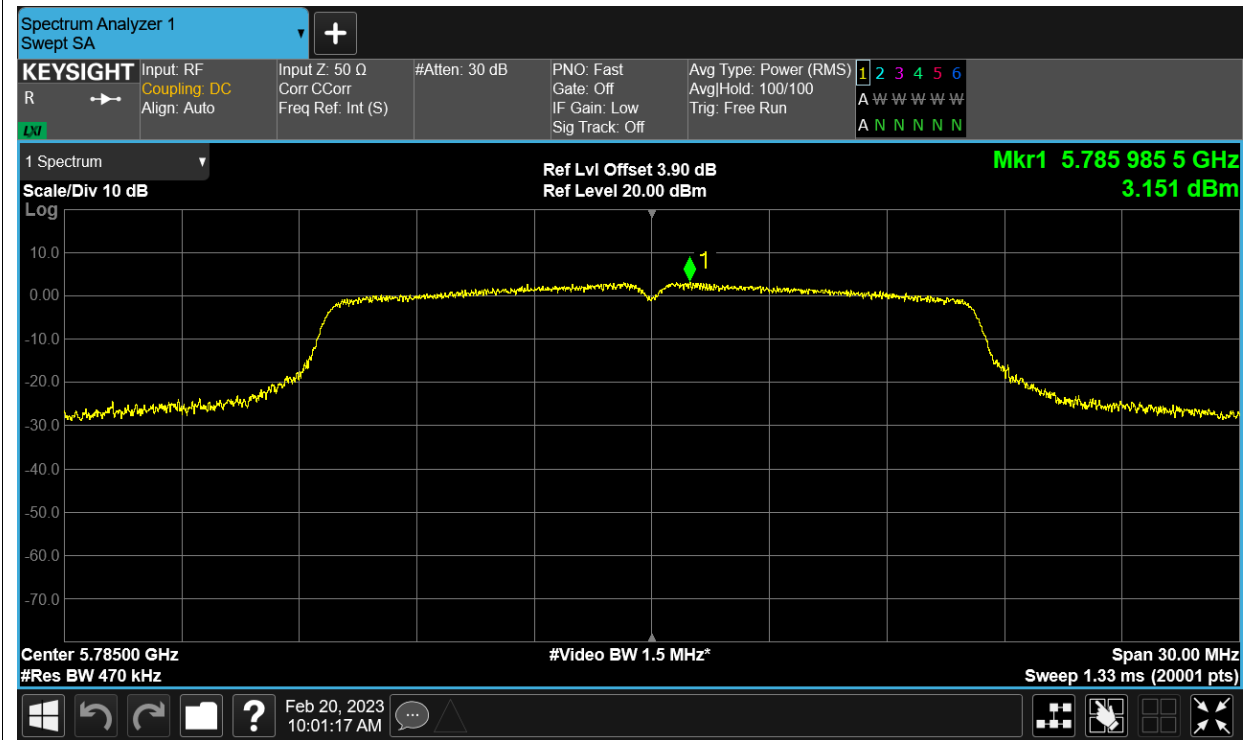 Spectrum Analyzer 1
Swept SA
KEYSIGHT
R
LXI
Input: RF
Coupling: DC
Align: Auto
Input Z: 50 Ω
Corr CCorr
Freq Ref: Int (S)
#Atten: 30 dB
PNO: Fast
Gate: Off
IF Gain: Low
Sig Track: Off
Avg Type: Power (RMS)
Avg|Hold: 100/100
Trig: Free Run
1 2 3 4 5 6
A W W W W W
A N N N N N
1 Spectrum
Scale/Div 10 dB
Log
Ref Lvl Offset 3.90 dB
Ref Level 20.00 dBm
Mkr1 5.785 985 5 GHz
3.151 dBm
1
10.0
0.00
-10.0
-20.0
-30.0
-40.0
-50.0
-60.0
-70.0
Center 5.78500 GHz
#Res BW 470 kHz
#Video BW 1.5 MHz*
Span 30.00 MHz
Sweep 1.33 ms (20001 pts)
?
Feb 20, 2023
10:01:17 AM